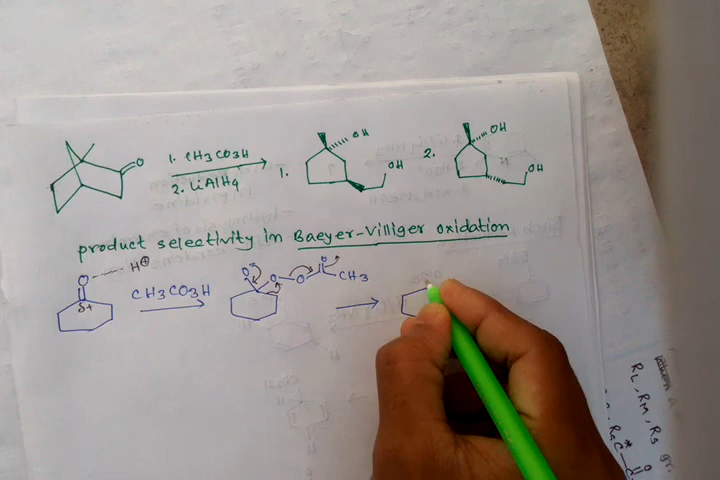 O
1. CH3CO3H
2. LiAlH4
1.
OH
OH
2.
OH
OH
product selectivity in Baeyer-Villiger oxidation
O H⊕
δ+
CH3CO3H
O O O O
CH3
RL, RM, RS gr.